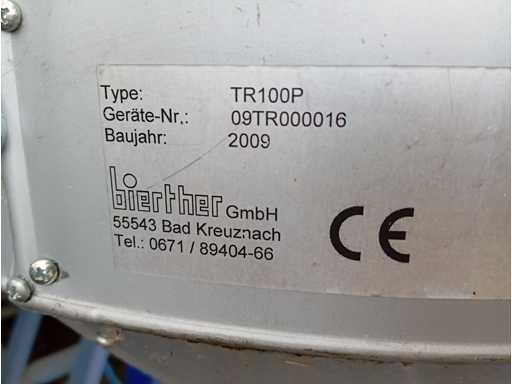 Type: TR100P
Geräte-Nr.: 09TR000016
Baujahr: 2009
bierther GmbH
55543 Bad Kreuznach
Tel.: 0671 / 89404-66
CE